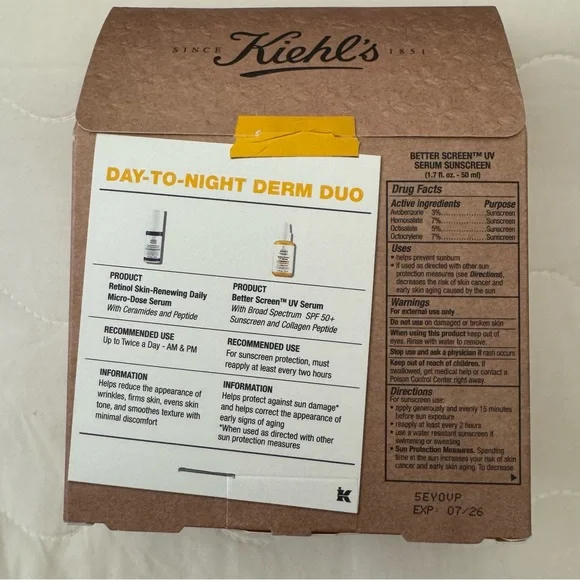 SINCE Kiehl's 1851
DAY-TO-NIGHT DERM DUO
PRODUCT
Retinol Skin-Renewing Daily
Micro-Dose Serum
With Ceramides and Peptide
RECOMMENDED USE
Up to Twice a Day - AM & PM
INFORMATION
Helps reduce the appearance of
wrinkles, firms skin, evens skin
tone, and smoothes texture with
minimal discomfort
PRODUCT
Better Screen™ UV Serum
With Broad Spectrum SPF 50+
Sunscreen and Collagen Peptide
RECOMMENDED USE
For sunscreen protection, must
reapply at least every two hours
INFORMATION
Helps protect against sun damage*
and helps correct the appearance of
early signs of aging
*When used as directed with other
sun protection measures
K
BETTER SCREEN™ UV
SERUM SUNSCREEN
(1.7 fl. oz. - 50 ml)
Drug Facts
Active ingredients Purpose
Avobenzone 3%..............Sunscreen
Homosalate 7%..............Sunscreen
Octisalate 5%..............Sunscreen
Octocrylene 7%..............Sunscreen
Uses
• helps prevent sunburn
• if used as directed with other sun
protection measures (see Directions),
decreases the risk of skin cancer and
early skin aging caused by the sun
Warnings
For external use only
Do not use on damaged or broken skin
When using this product keep out of
eyes. Rinse with water to remove.
Stop use and ask a physician if rash occurs
Keep out of reach of children. If
swallowed, get medical help or contact a
Poison Control Center right away.
Directions
For sunscreen use:
• apply generously and evenly 15 minutes
before sun exposure
• reapply at least every 2 hours
• use a water resistant sunscreen if
swimming or sweating
• Sun Protection Measures. Spending
time in the sun increases your risk of skin
cancer and early skin aging. To decrease
5EY0VP
EXP: 07/26